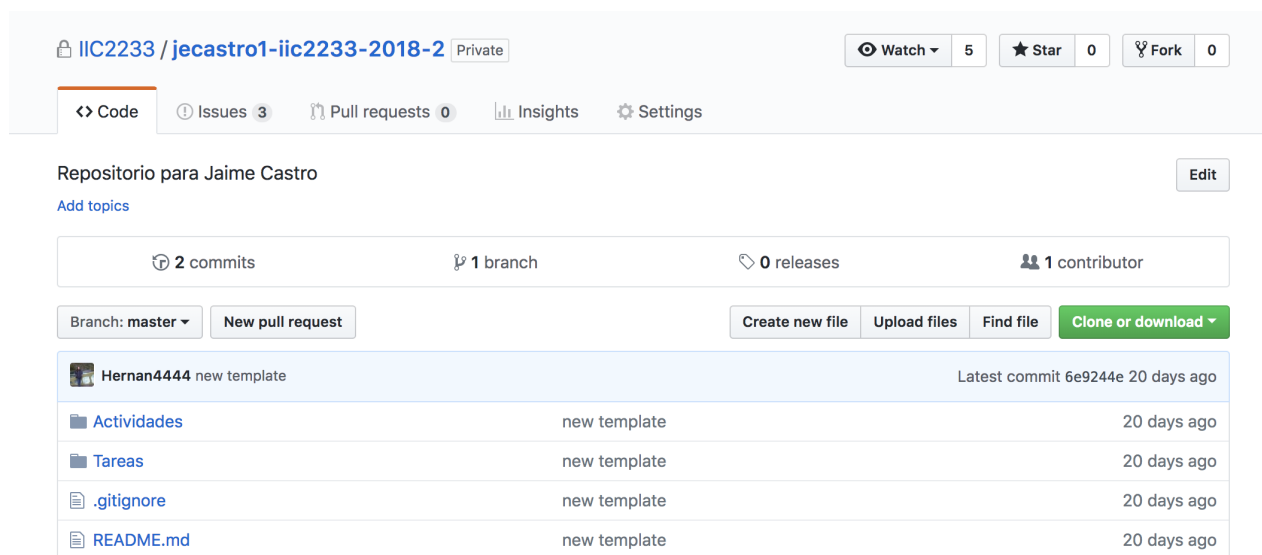 IIC2233 / jecastro1-iic2233-2018-2 Private Watch 5 Star 0 Fork 0
Code Issues 3 Pull requests 0 Insights Settings
Repositorio para Jaime Castro Edit
Add topics
2 commits 1 branch 0 releases 1 contributor
Branch: master New pull request Create new file Upload files Find file Clone or download
Hernan4444 new template Latest commit 6e9244e 20 days ago
Actividades new template 20 days ago
Tareas new template 20 days ago
.gitignore new template 20 days ago
README.md new template 20 days ago